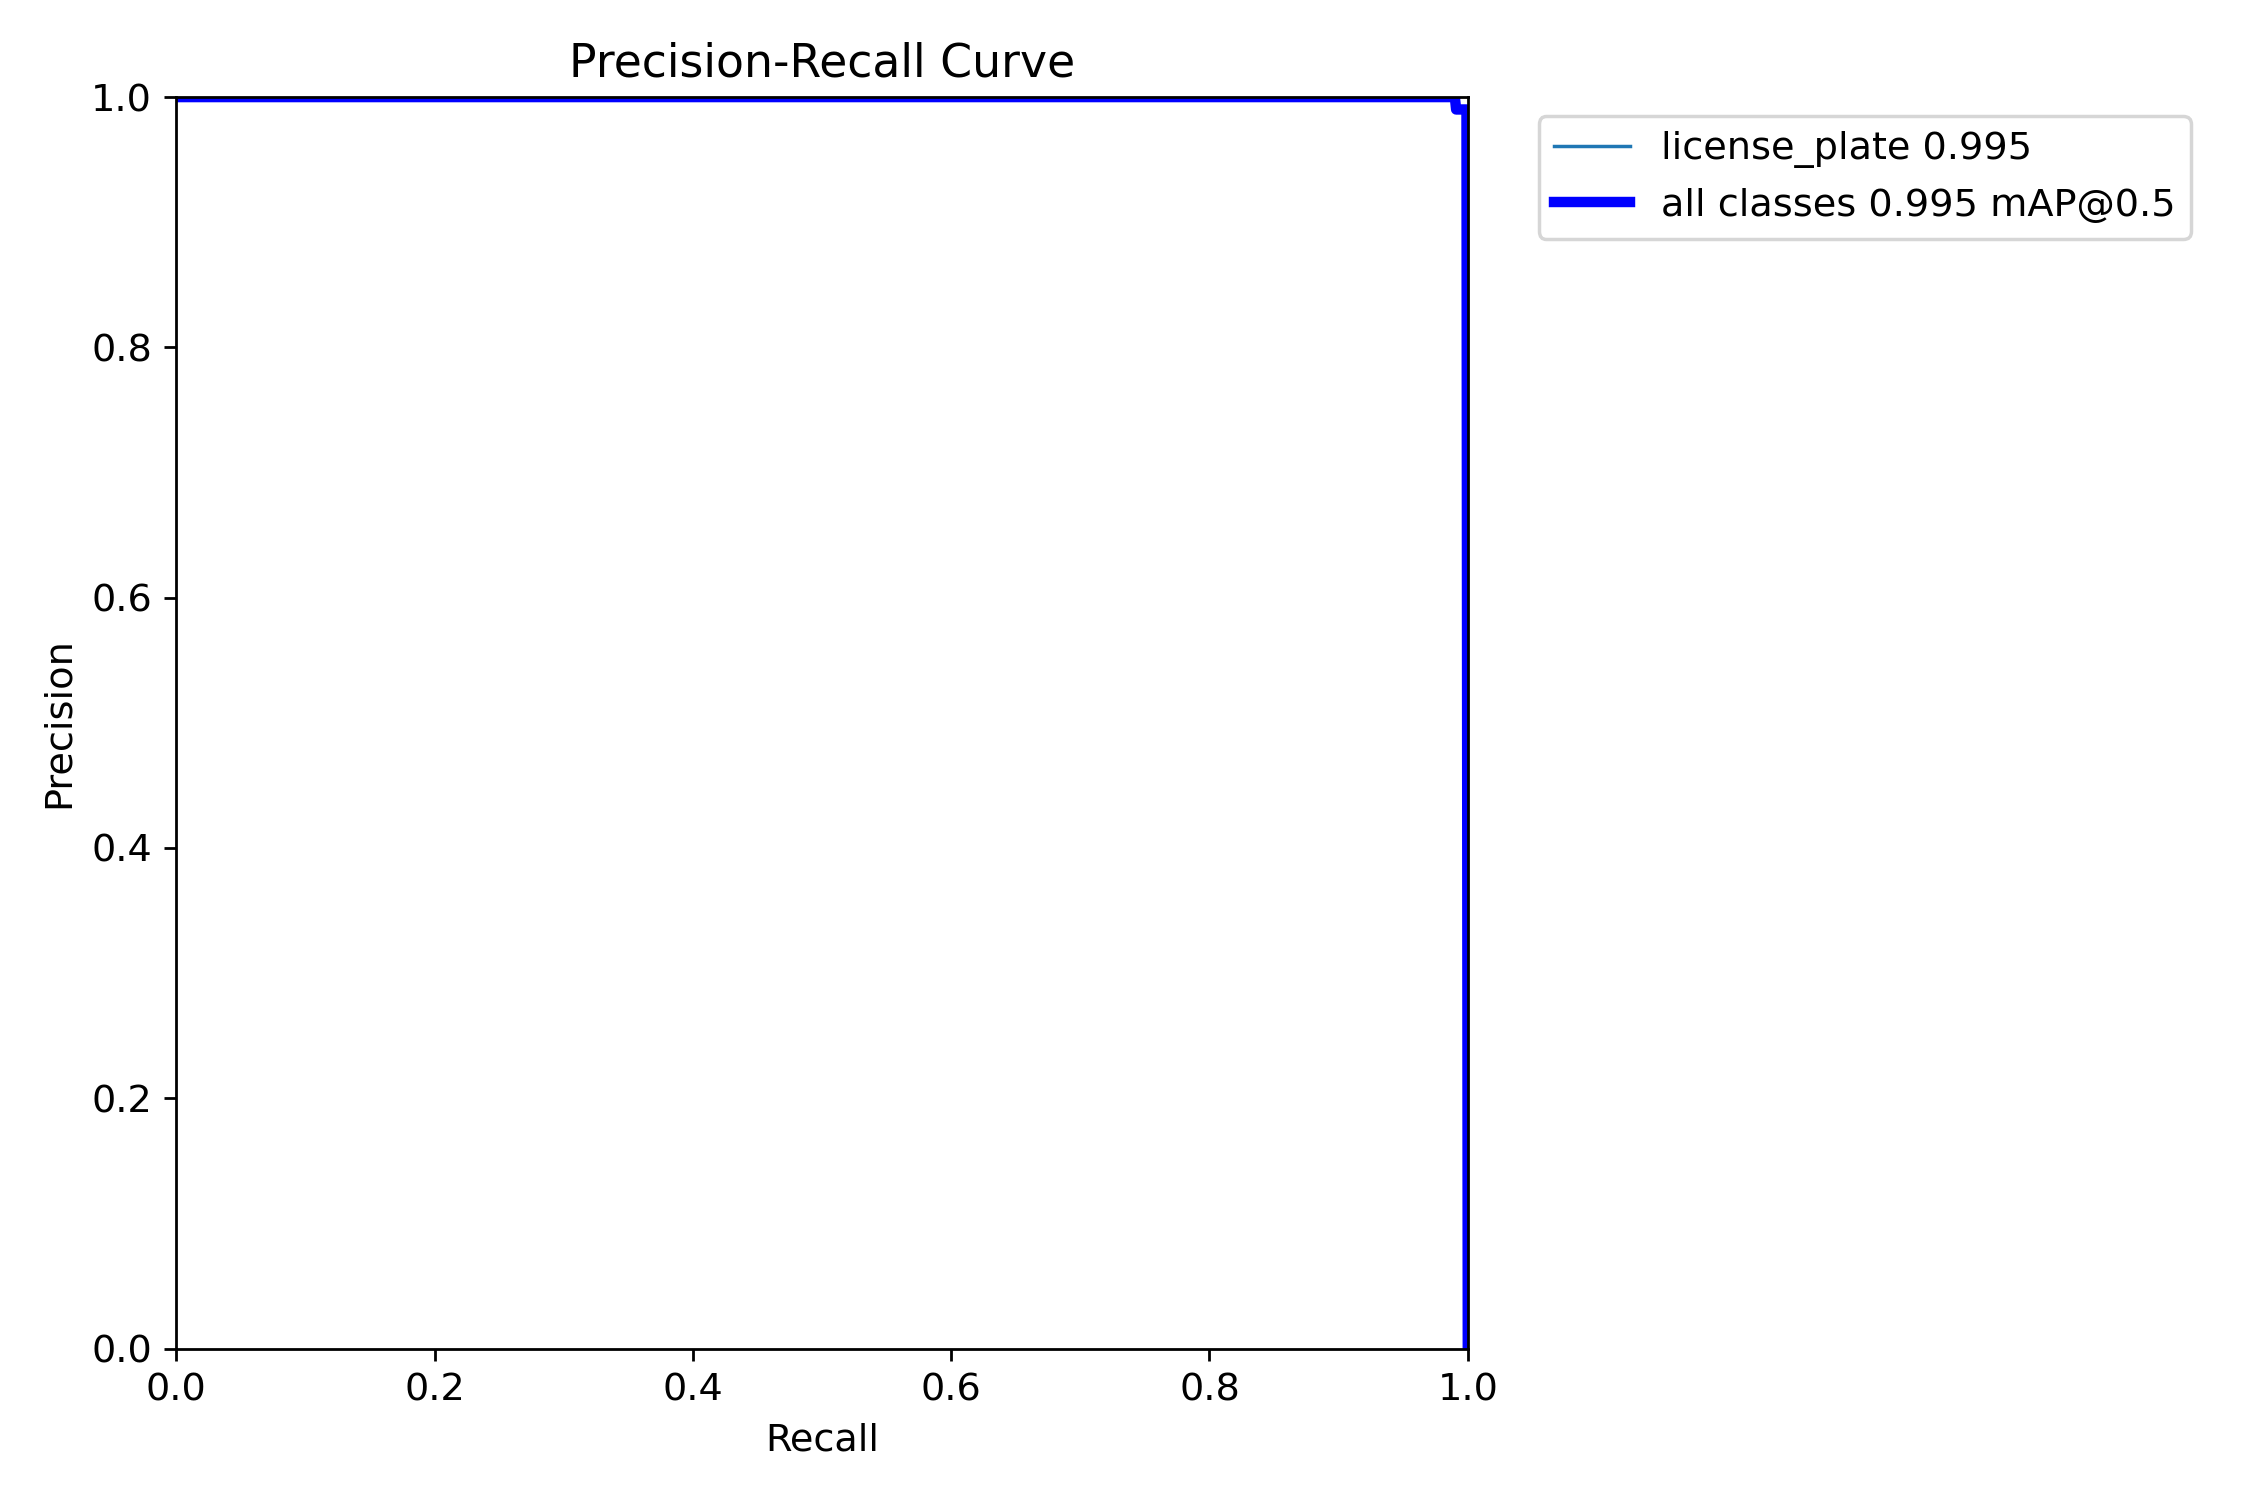 Precision-Recall Curve
1.0
0.8
0.6
0.4
0.2
0.0
Precision
0.0 0.2 0.4 0.6 0.8 1.0
Recall
license_plate 0.995
all classes 0.995 mAP@0.5